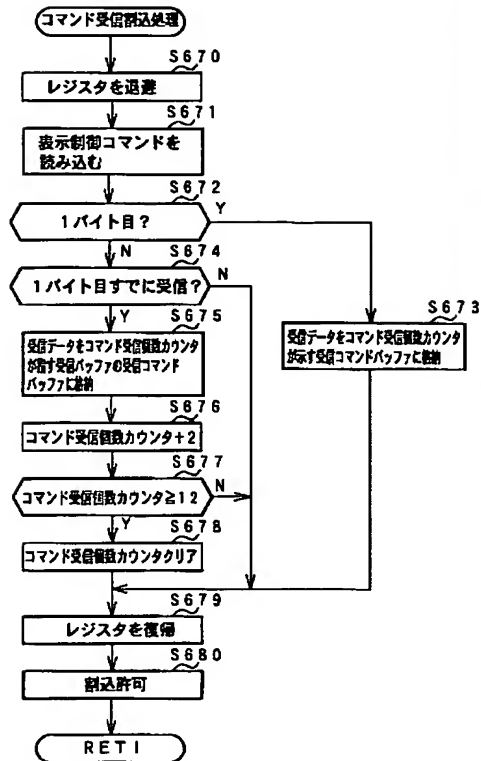 コマンド受信割込処理
S670
レジスタを退避
S671
表示制御コマンドを
読み込む
S672
1バイト目?
Y
N
S674
1バイト目すでに受信?
N
Y
S673
受信データをコマンド受信個数カウンタ
が示す受信コマンドバッファに格納
S675
受信データをコマンド受信個数カウンタ
が指す受信バッファの受信コマンド
バッファに格納
S676
コマンド受信個数カウンタ+2
S677
コマンド受信個数カウンタ≧12
N
Y
S678
コマンド受信個数カウンタクリア
S679
レジスタを復帰
S680
割込許可
RETI